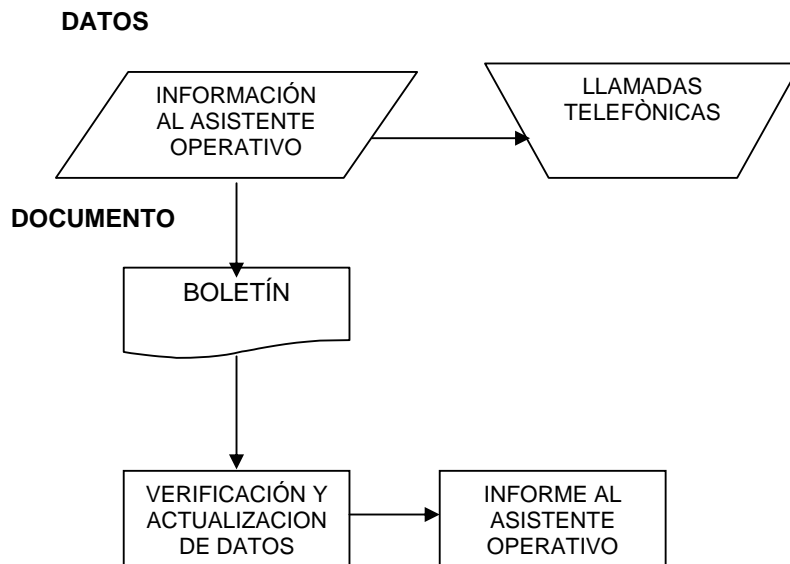 DATOS
INFORMACIÓN
AL ASISTENTE
OPERATIVO
LLAMADAS
TELEFÒNICAS
DOCUMENTO
BOLETÍN
VERIFICACIÓN Y
ACTUALIZACION
DE DATOS
INFORME AL
ASISTENTE
OPERATIVO